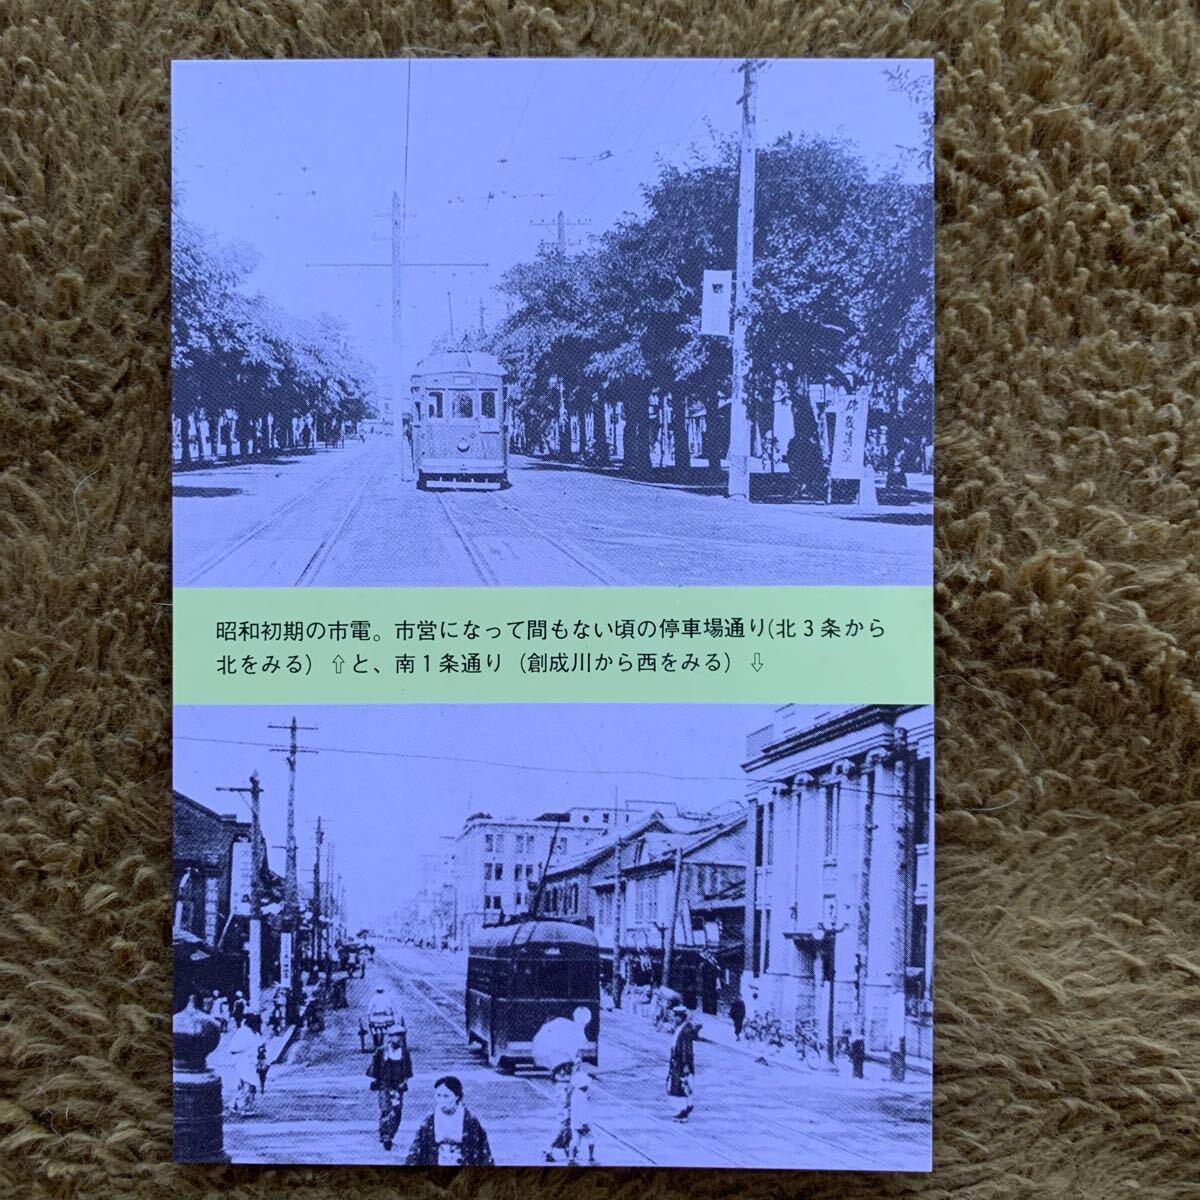 昭和初期の市電。市営になって間もない頃の停車場通り(北3条から
北をみる) ⇧と、南1条通り (創成川から西をみる) ⇩